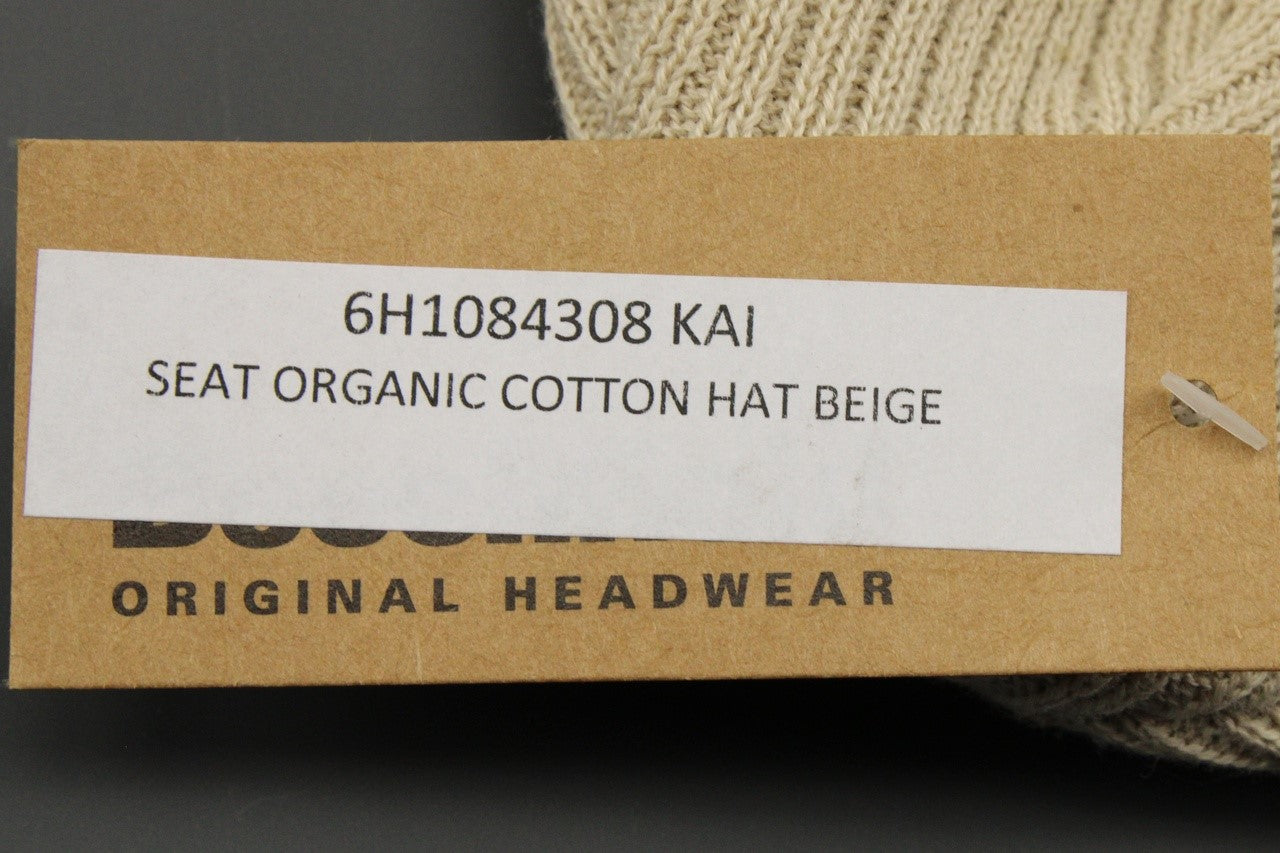 6H1084308 KAI
SEAT ORGANIC COTTON HAT BEIGE
ORIGINAL HEADWEAR